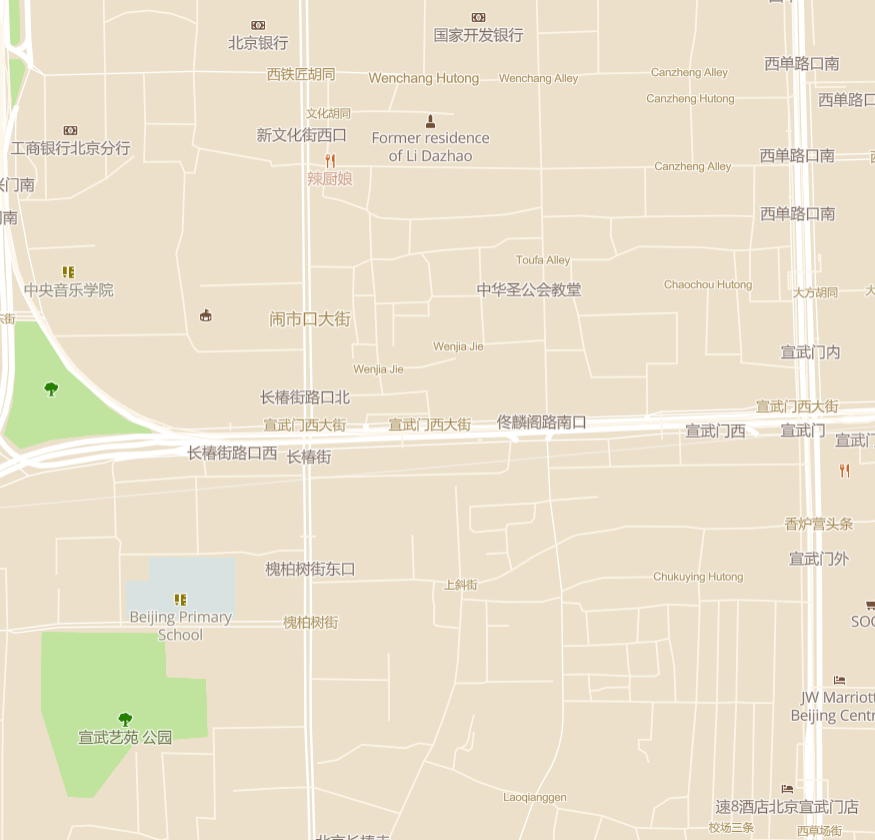 北京银行
国家开发银行
西单路口南
西铁匠胡同
Wenchang Hutong
Wenchang Alley
Canzheng Alley
Canzheng Hutong
西单路口
文化胡同
新文化街西口
Former residence
of Li Dazhao
工商银行北京分行
西单路口南
Canzheng Alley
辣厨娘
门南
南
西单路口南
Toufa Alley
中央音乐学院
中华圣公会教堂
Chaochou Hutong
大方胡同
闹市口大街
街
Wenjia Jie
宣武门内
Wenjia Jie
长椿街路口北
宣武门西大街
宣武门西大街
宣武门西大街
佟麟阁路南口
宣武门西
宣武门
宣武门
长椿街路口西
长椿街
香炉营头条
宣武门外
槐柏树街东口
上斜街
Chukuying Hutong
Beijing Primary
School
槐柏树街
SOG
JW Marriott
Beijing Centr
宣武艺苑 公园
Laoqianggen
速8酒店北京宣武门店
校场三条
西草场街